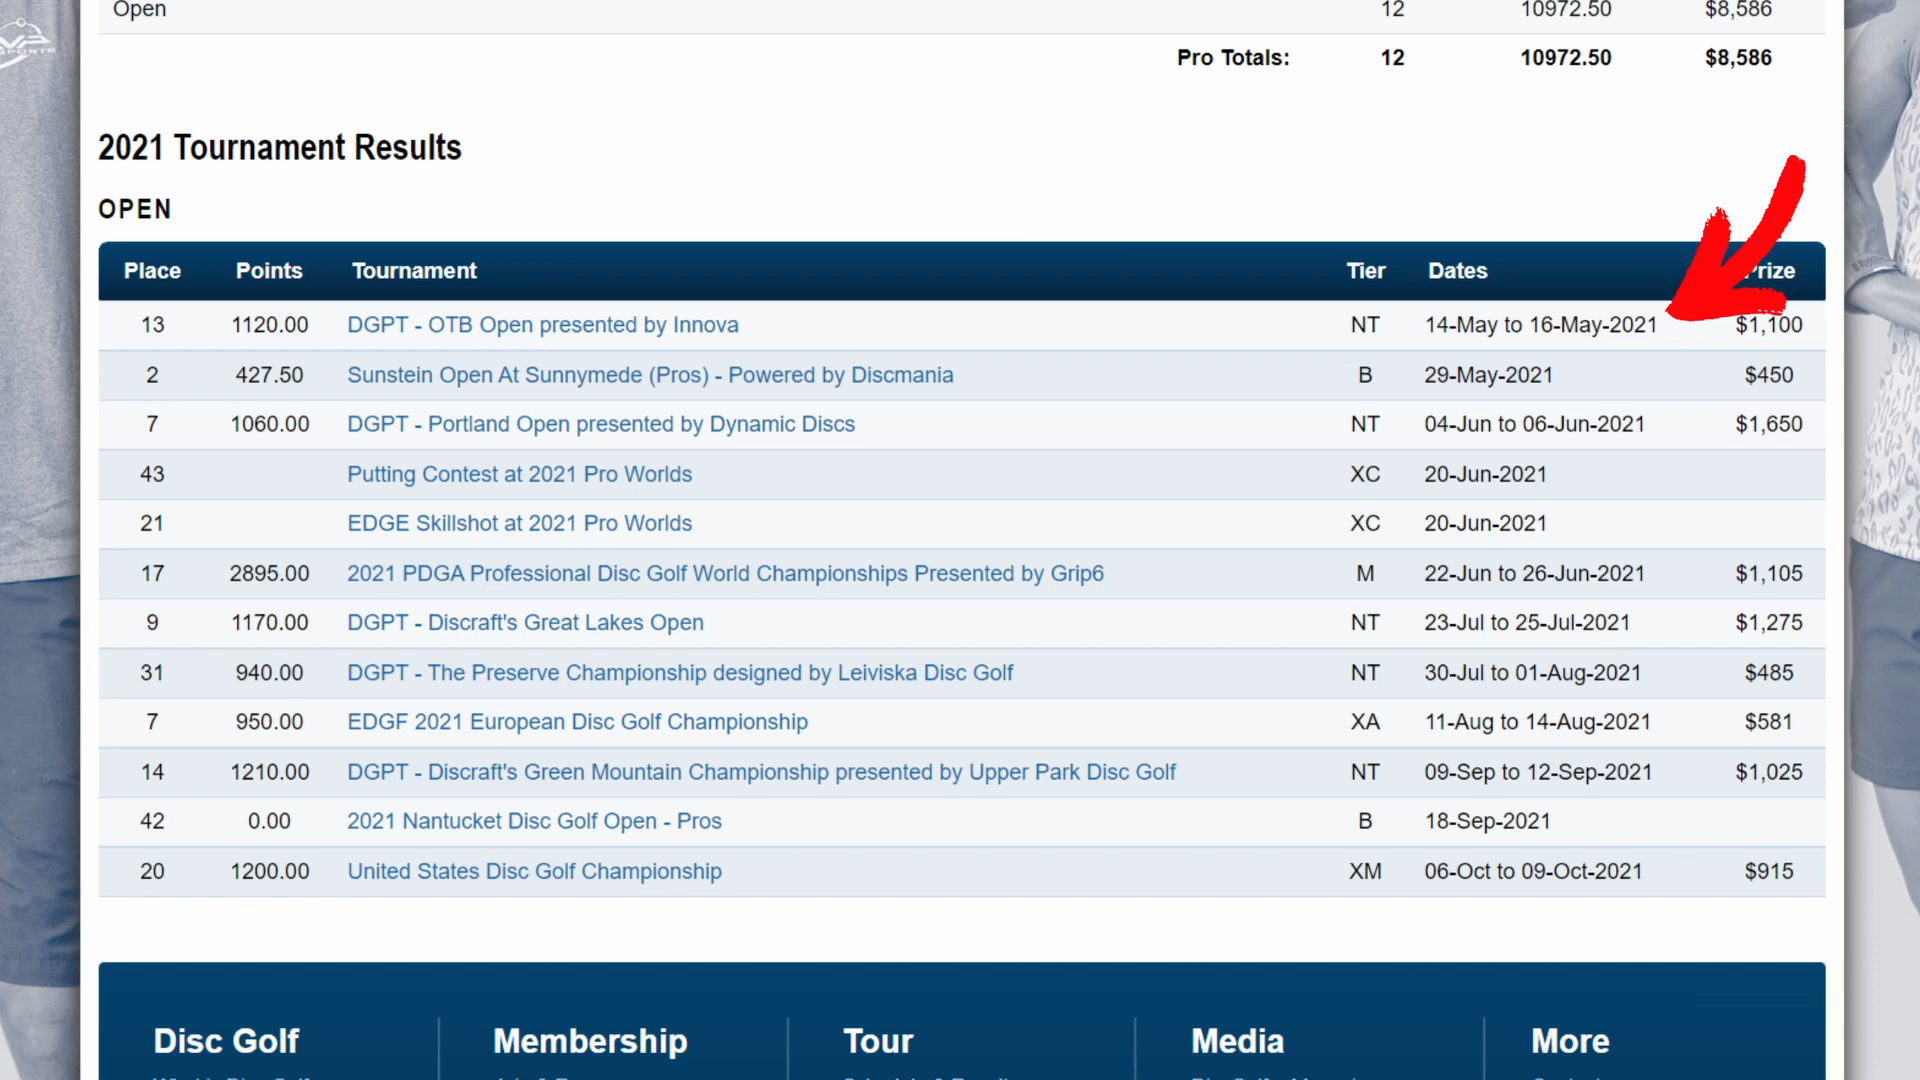 Open 12 10972.50 $8,586
Pro Totals: 12 10972.50 $8,586
2021 Tournament Results
OPEN
Place Points Tournament Tier Dates Prize
13 1120.00 DGPT - OTB Open presented by Innova NT 14-May to 16-May-2021 $1,100
2 427.50 Sunstein Open At Sunnymede (Pros) - Powered by Discmania B 29-May-2021 $450
7 1060.00 DGPT - Portland Open presented by Dynamic Discs NT 04-Jun to 06-Jun-2021 $1,650
43 Putting Contest at 2021 Pro Worlds XC 20-Jun-2021
21 EDGE Skillshot at 2021 Pro Worlds XC 20-Jun-2021
17 2895.00 2021 PDGA Professional Disc Golf World Championships Presented by Grip6 M 22-Jun to 26-Jun-2021 $1,105
9 1170.00 DGPT - Discraft's Great Lakes Open NT 23-Jul to 25-Jul-2021 $1,275
31 940.00 DGPT - The Preserve Championship designed by Leiviska Disc Golf NT 30-Jul to 01-Aug-2021 $485
7 950.00 EDGF 2021 European Disc Golf Championship XA 11-Aug to 14-Aug-2021 $581
14 1210.00 DGPT - Discraft's Green Mountain Championship presented by Upper Park Disc Golf NT 09-Sep to 12-Sep-2021 $1,025
42 0.00 2021 Nantucket Disc Golf Open - Pros B 18-Sep-2021
20 1200.00 United States Disc Golf Championship XM 06-Oct to 09-Oct-2021 $915
Disc Golf Membership Tour Media More